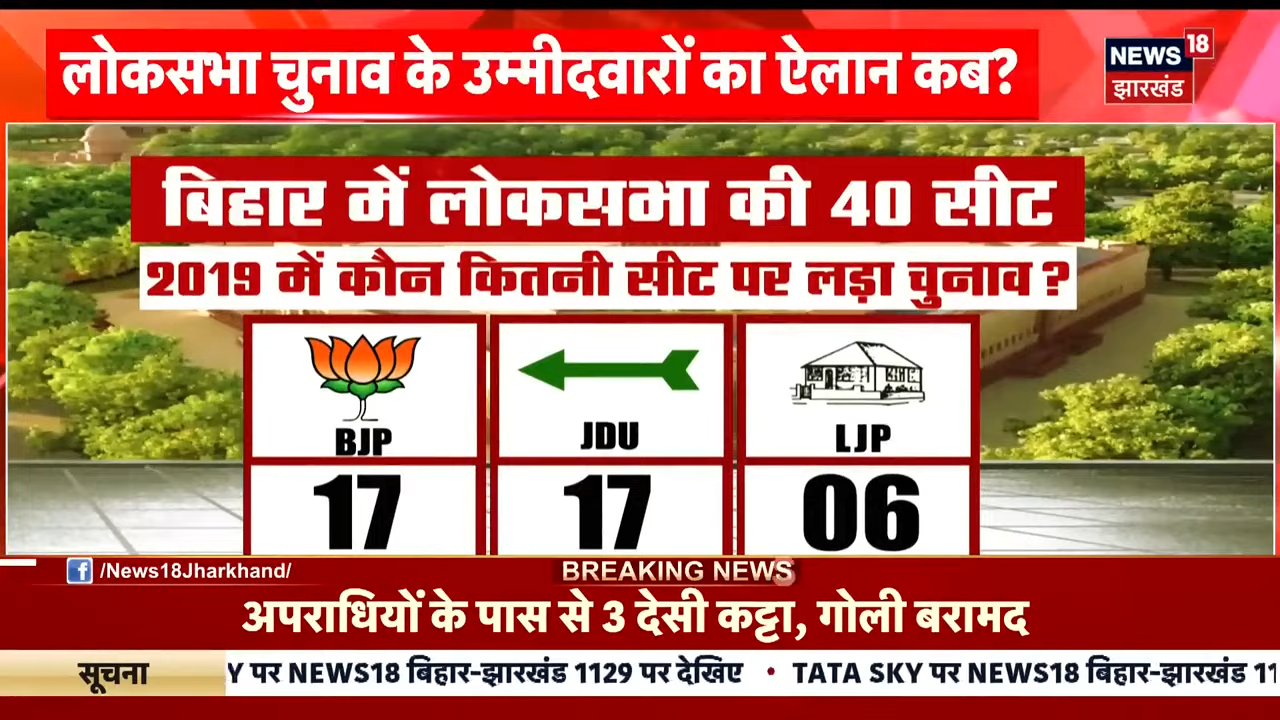 लोकसभा चुनाव के उम्मीदवारों का ऐलान कब?
NEWS 18
झारखंड
बिहार में लोकसभा की 40 सीट
2019 में कौन कितनी सीट पर लड़ा चुनाव ?
BJP JDU LJP
17 17 06
f /News18Jharkhand/
BREAKING NEWS
अपराधियों के पास से 3 देसी कट्टा, गोली बरामद
सूचना
Y पर NEWS18 बिहार-झारखंड 1129 पर देखिए • TATA SKY पर NEWS18 बिहार-झारखंड 11